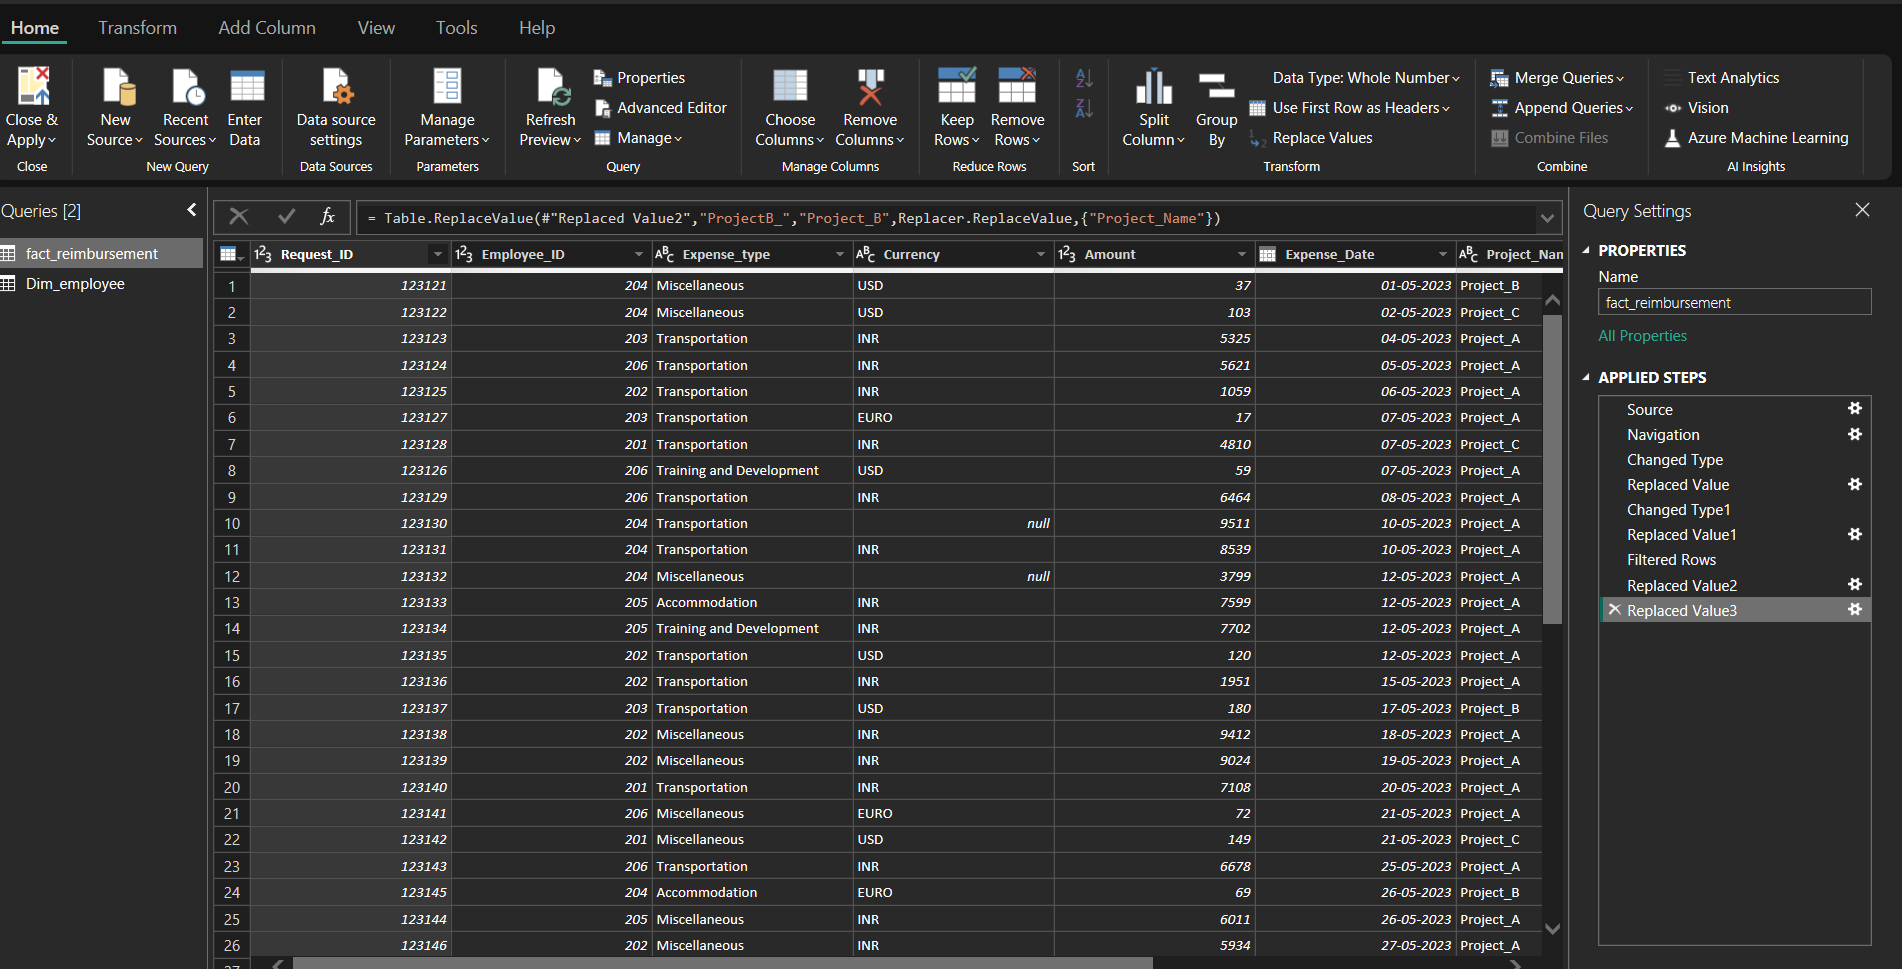 Home Transform Add Column View Tools Help
Close & Apply
New Source
Recent Sources
Enter Data
Data source settings
Manage Parameters
Refresh Preview
Properties
Advanced Editor
Manage
Choose Columns
Remove Columns
Keep Rows
Remove Rows
Split Column
Group By
Data Type: Whole Number
Use First Row as Headers
Replace Values
Merge Queries
Append Queries
Combine Files
Text Analytics
Vision
Azure Machine Learning
Close New Query Data Sources Parameters Query Manage Columns Reduce Rows Sort Transform Combine AI Insights
Queries [2]
fact_reimbursement
Dim_employee
fx = Table.ReplaceValue(#"Replaced Value2","ProjectB_","Project_B",Replacer.ReplaceValue,{"Project_Name"})
Request_ID Employee_ID Expense_type Currency Amount Expense_Date Project_Nam
1 123121 204 Miscellaneous USD 37 01-05-2023 Project_B
2 123122 204 Miscellaneous USD 103 02-05-2023 Project_C
3 123123 203 Transportation INR 5325 04-05-2023 Project_A
4 123124 206 Transportation INR 5621 05-05-2023 Project_A
5 123125 202 Transportation INR 1059 06-05-2023 Project_A
6 123127 203 Transportation EURO 17 07-05-2023 Project_A
7 123128 201 Transportation INR 4810 07-05-2023 Project_C
8 123126 206 Training and Development USD 59 07-05-2023 Project_A
9 123129 206 Transportation INR 6464 08-05-2023 Project_A
10 123130 204 Transportation null 9511 10-05-2023 Project_A
11 123131 204 Transportation INR 8539 10-05-2023 Project_A
12 123132 204 Miscellaneous null 3799 12-05-2023 Project_A
13 123133 205 Accommodation INR 7599 12-05-2023 Project_A
14 123134 205 Training and Development INR 7702 12-05-2023 Project_A
15 123135 202 Transportation USD 120 12-05-2023 Project_A
16 123136 202 Transportation INR 1951 15-05-2023 Project_A
17 123137 203 Transportation USD 180 17-05-2023 Project_B
18 123138 202 Miscellaneous INR 9412 18-05-2023 Project_A
19 123139 202 Miscellaneous INR 9024 19-05-2023 Project_A
20 123140 201 Transportation INR 7108 20-05-2023 Project_A
21 123141 206 Miscellaneous EURO 72 21-05-2023 Project_A
22 123142 201 Miscellaneous USD 149 21-05-2023 Project_C
23 123143 206 Transportation INR 6678 25-05-2023 Project_A
24 123145 204 Accommodation EURO 69 26-05-2023 Project_B
25 123144 205 Miscellaneous INR 6011 26-05-2023 Project_A
26 123146 202 Miscellaneous INR 5934 27-05-2023 Project_A
27
Query Settings
PROPERTIES
Name
fact_reimbursement
All Properties
APPLIED STEPS
Source
Navigation
Changed Type
Replaced Value
Changed Type1
Replaced Value1
Filtered Rows
Replaced Value2
Replaced Value3